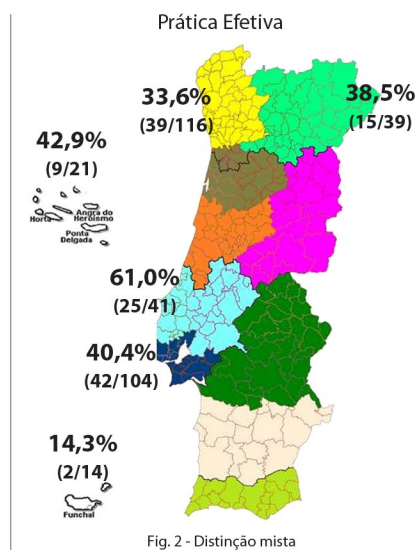 Prática Efetiva
33,6%
(39/116)
38,5%
(15/39)
42,9%
(9/21)
Horta
Angra do
Heroísmo
Ponta
Delgada
61,0%
(25/41)
40,4%
(42/104)
14,3%
(2/14)
Funchal
Fig. 2 - Distinção mista